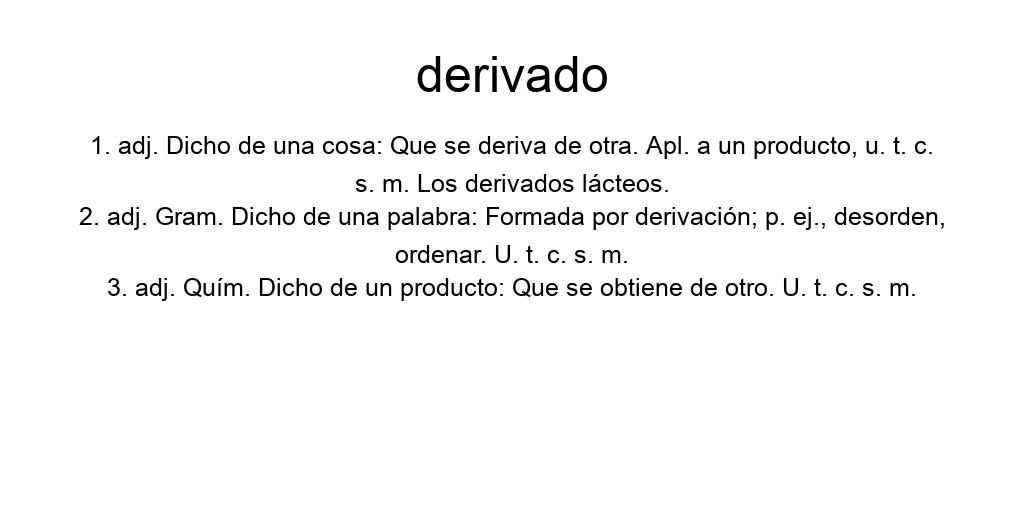 derivado
1. adj. Dicho de una cosa: Que se deriva de otra. Apl. a un producto, u. t. c.
s. m. Los derivados lácteos.
2. adj. Gram. Dicho de una palabra: Formada por derivación; p. ej., desorden,
ordenar. U. t. c. s. m.
3. adj. Quím. Dicho de un producto: Que se obtiene de otro. U. t. c. s. m.